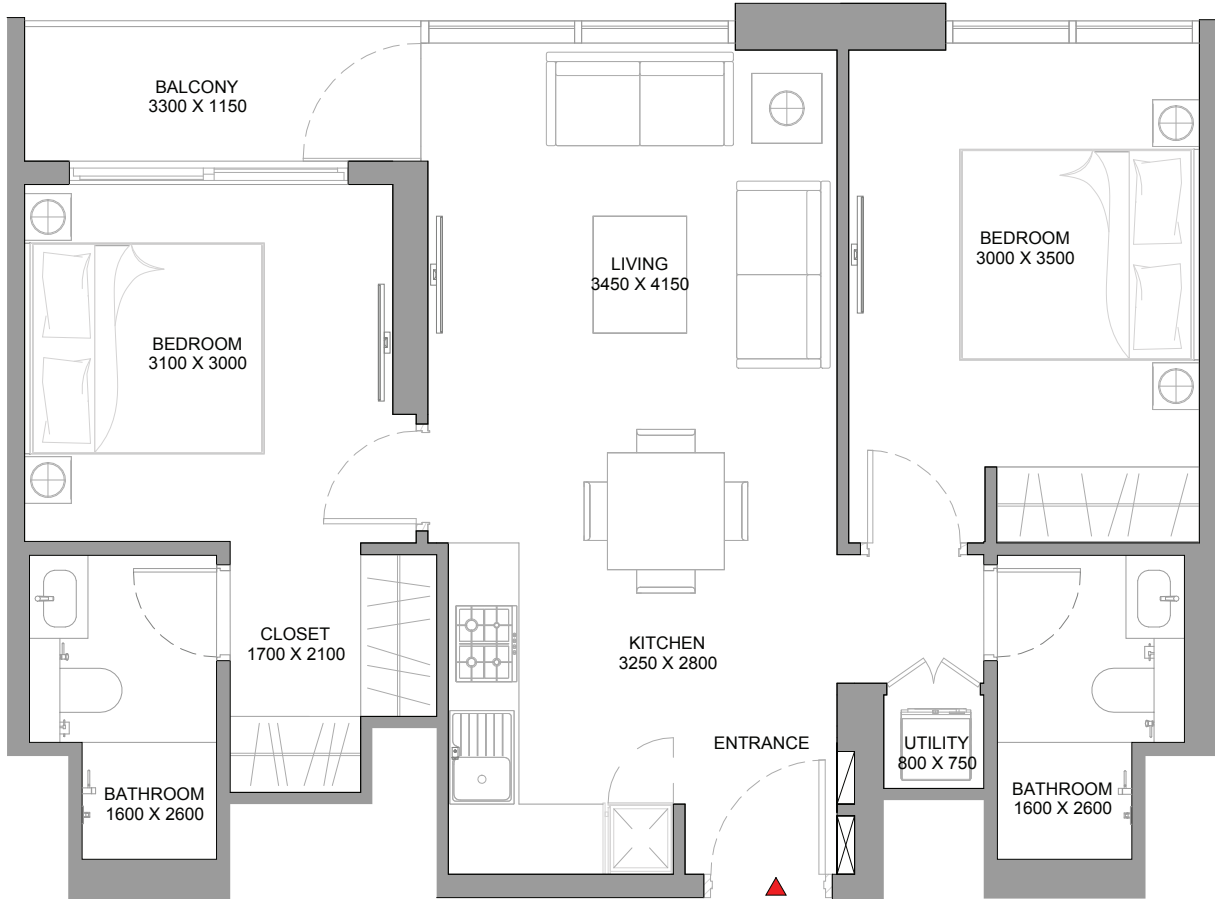 BALCONY
3300 X 1150
LIVING
3450 X 4150
BEDROOM
3000 X 3500
BEDROOM
3100 X 3000
CLOSET
1700 X 2100
KITCHEN
3250 X 2800
ENTRANCE
UTILITY
800 X 750
BATHROOM
1600 X 2600
BATHROOM
1600 X 2600